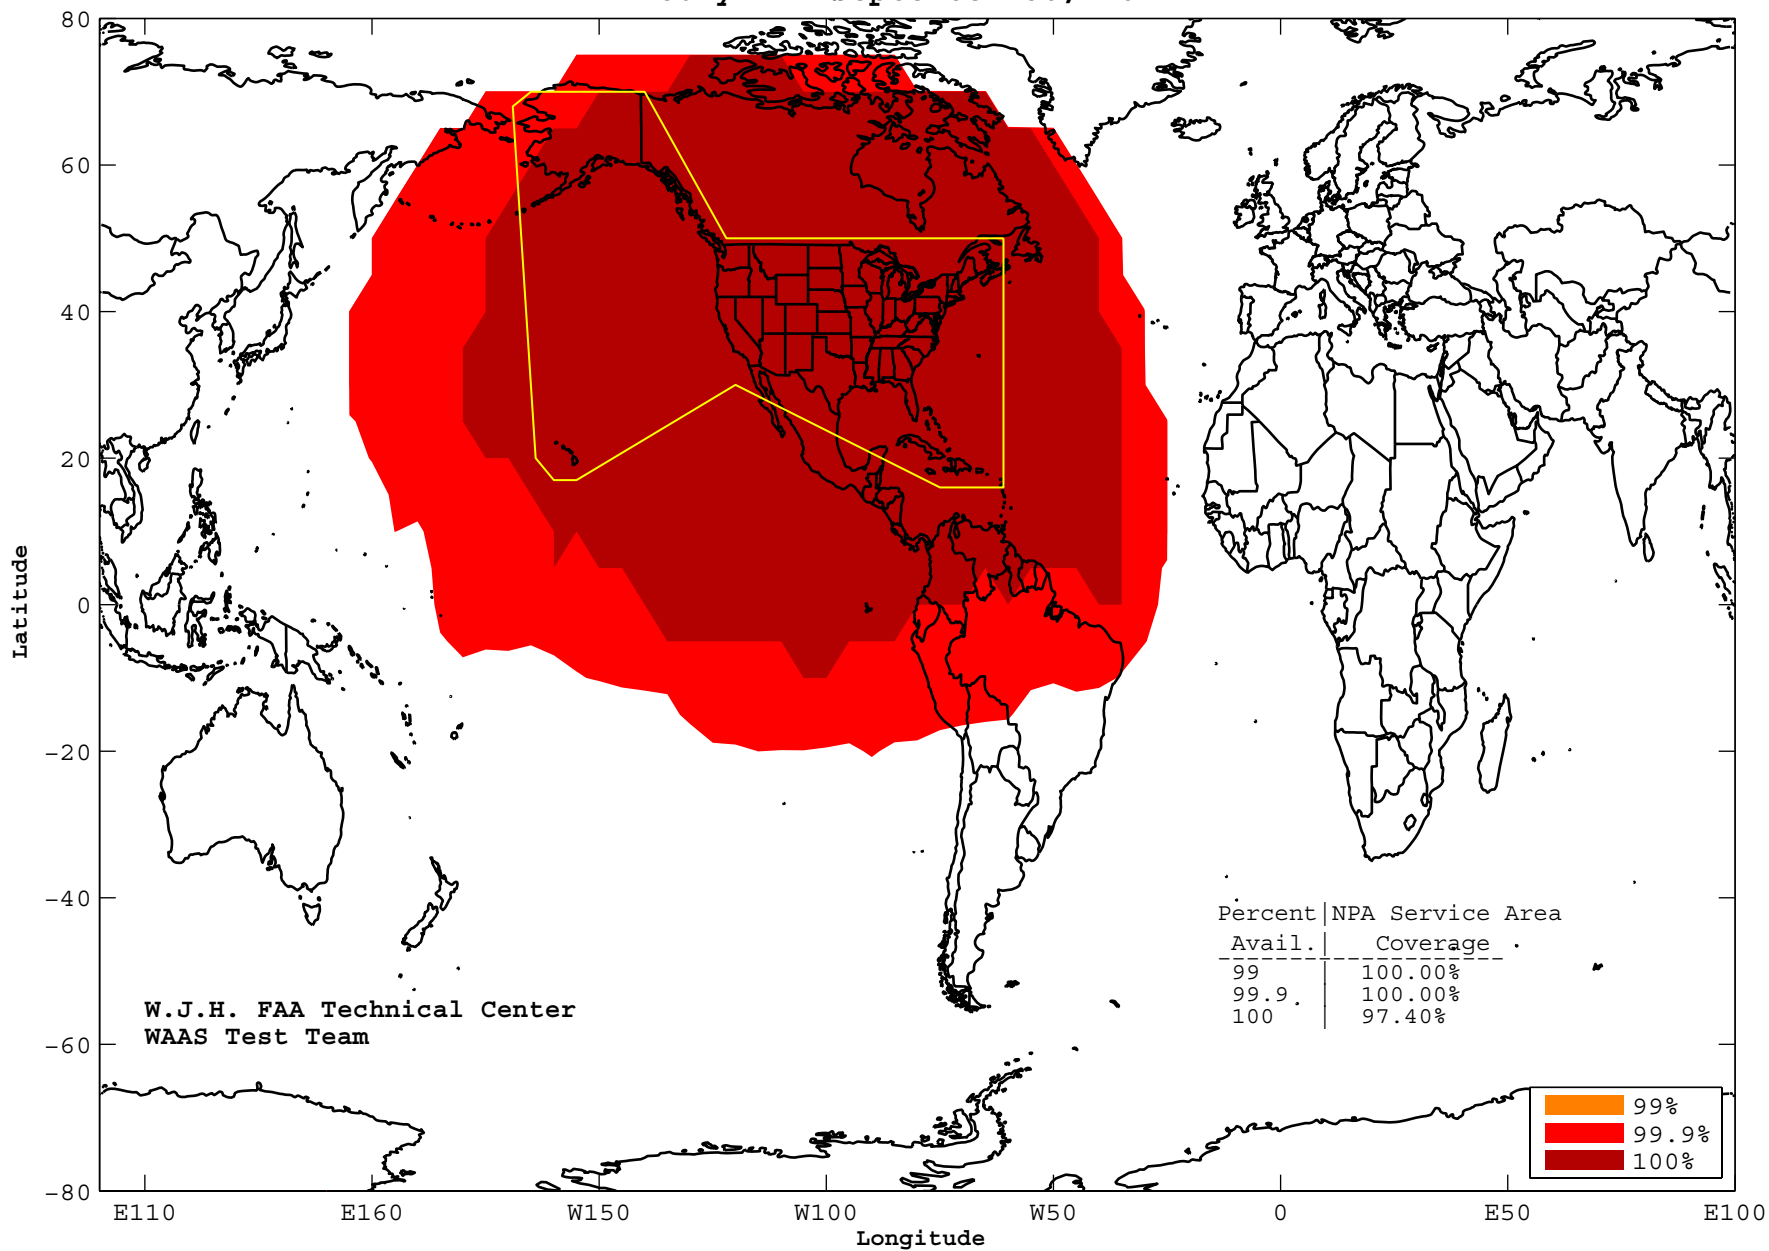 80
60
40
20
0
−20
−40
−60
−80
Latitude
Percent|NPA Service Area
Avail.| Coverage
99 | 100.00%
99.9 | 100.00%
100 | 97.40%
W.J.H. FAA Technical Center
WAAS Test Team
99%
99.9%
100%
E110 E160 W150 W100 W50 0 E50 E100
Longitude